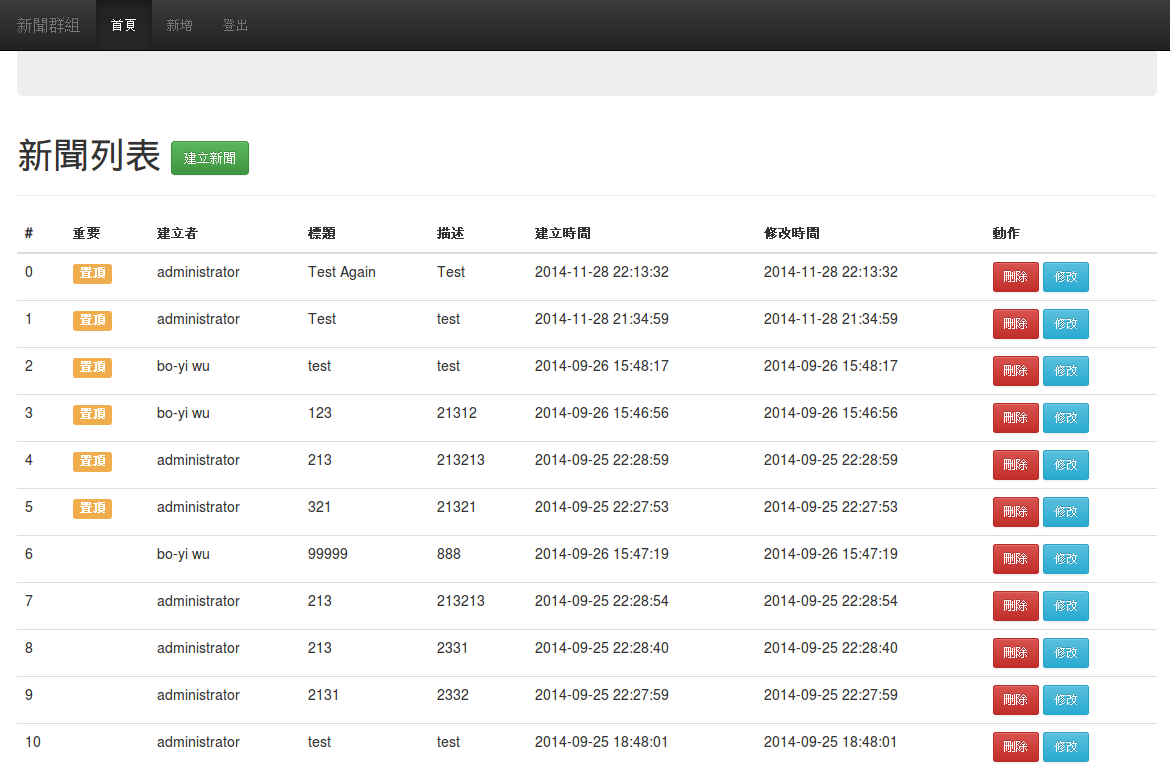 新聞群組 首頁 新增 登出
新聞列表 建立新聞
# 重要 建立者 標題 描述 建立時間 修改時間 動作
0 置頂 administrator Test Again Test 2014-11-28 22:13:32 2014-11-28 22:13:32 刪除 修改
1 置頂 administrator Test test 2014-11-28 21:34:59 2014-11-28 21:34:59 刪除 修改
2 置頂 bo-yi wu test test 2014-09-26 15:48:17 2014-09-26 15:48:17 刪除 修改
3 置頂 bo-yi wu 123 21312 2014-09-26 15:46:56 2014-09-26 15:46:56 刪除 修改
4 置頂 administrator 213 213213 2014-09-25 22:28:59 2014-09-25 22:28:59 刪除 修改
5 置頂 administrator 321 21321 2014-09-25 22:27:53 2014-09-25 22:27:53 刪除 修改
6 bo-yi wu 99999 888 2014-09-26 15:47:19 2014-09-26 15:47:19 刪除 修改
7 administrator 213 213213 2014-09-25 22:28:54 2014-09-25 22:28:54 刪除 修改
8 administrator 213 2331 2014-09-25 22:28:40 2014-09-25 22:28:40 刪除 修改
9 administrator 2131 2332 2014-09-25 22:27:59 2014-09-25 22:27:59 刪除 修改
10 administrator test test 2014-09-25 18:48:01 2014-09-25 18:48:01 刪除 修改